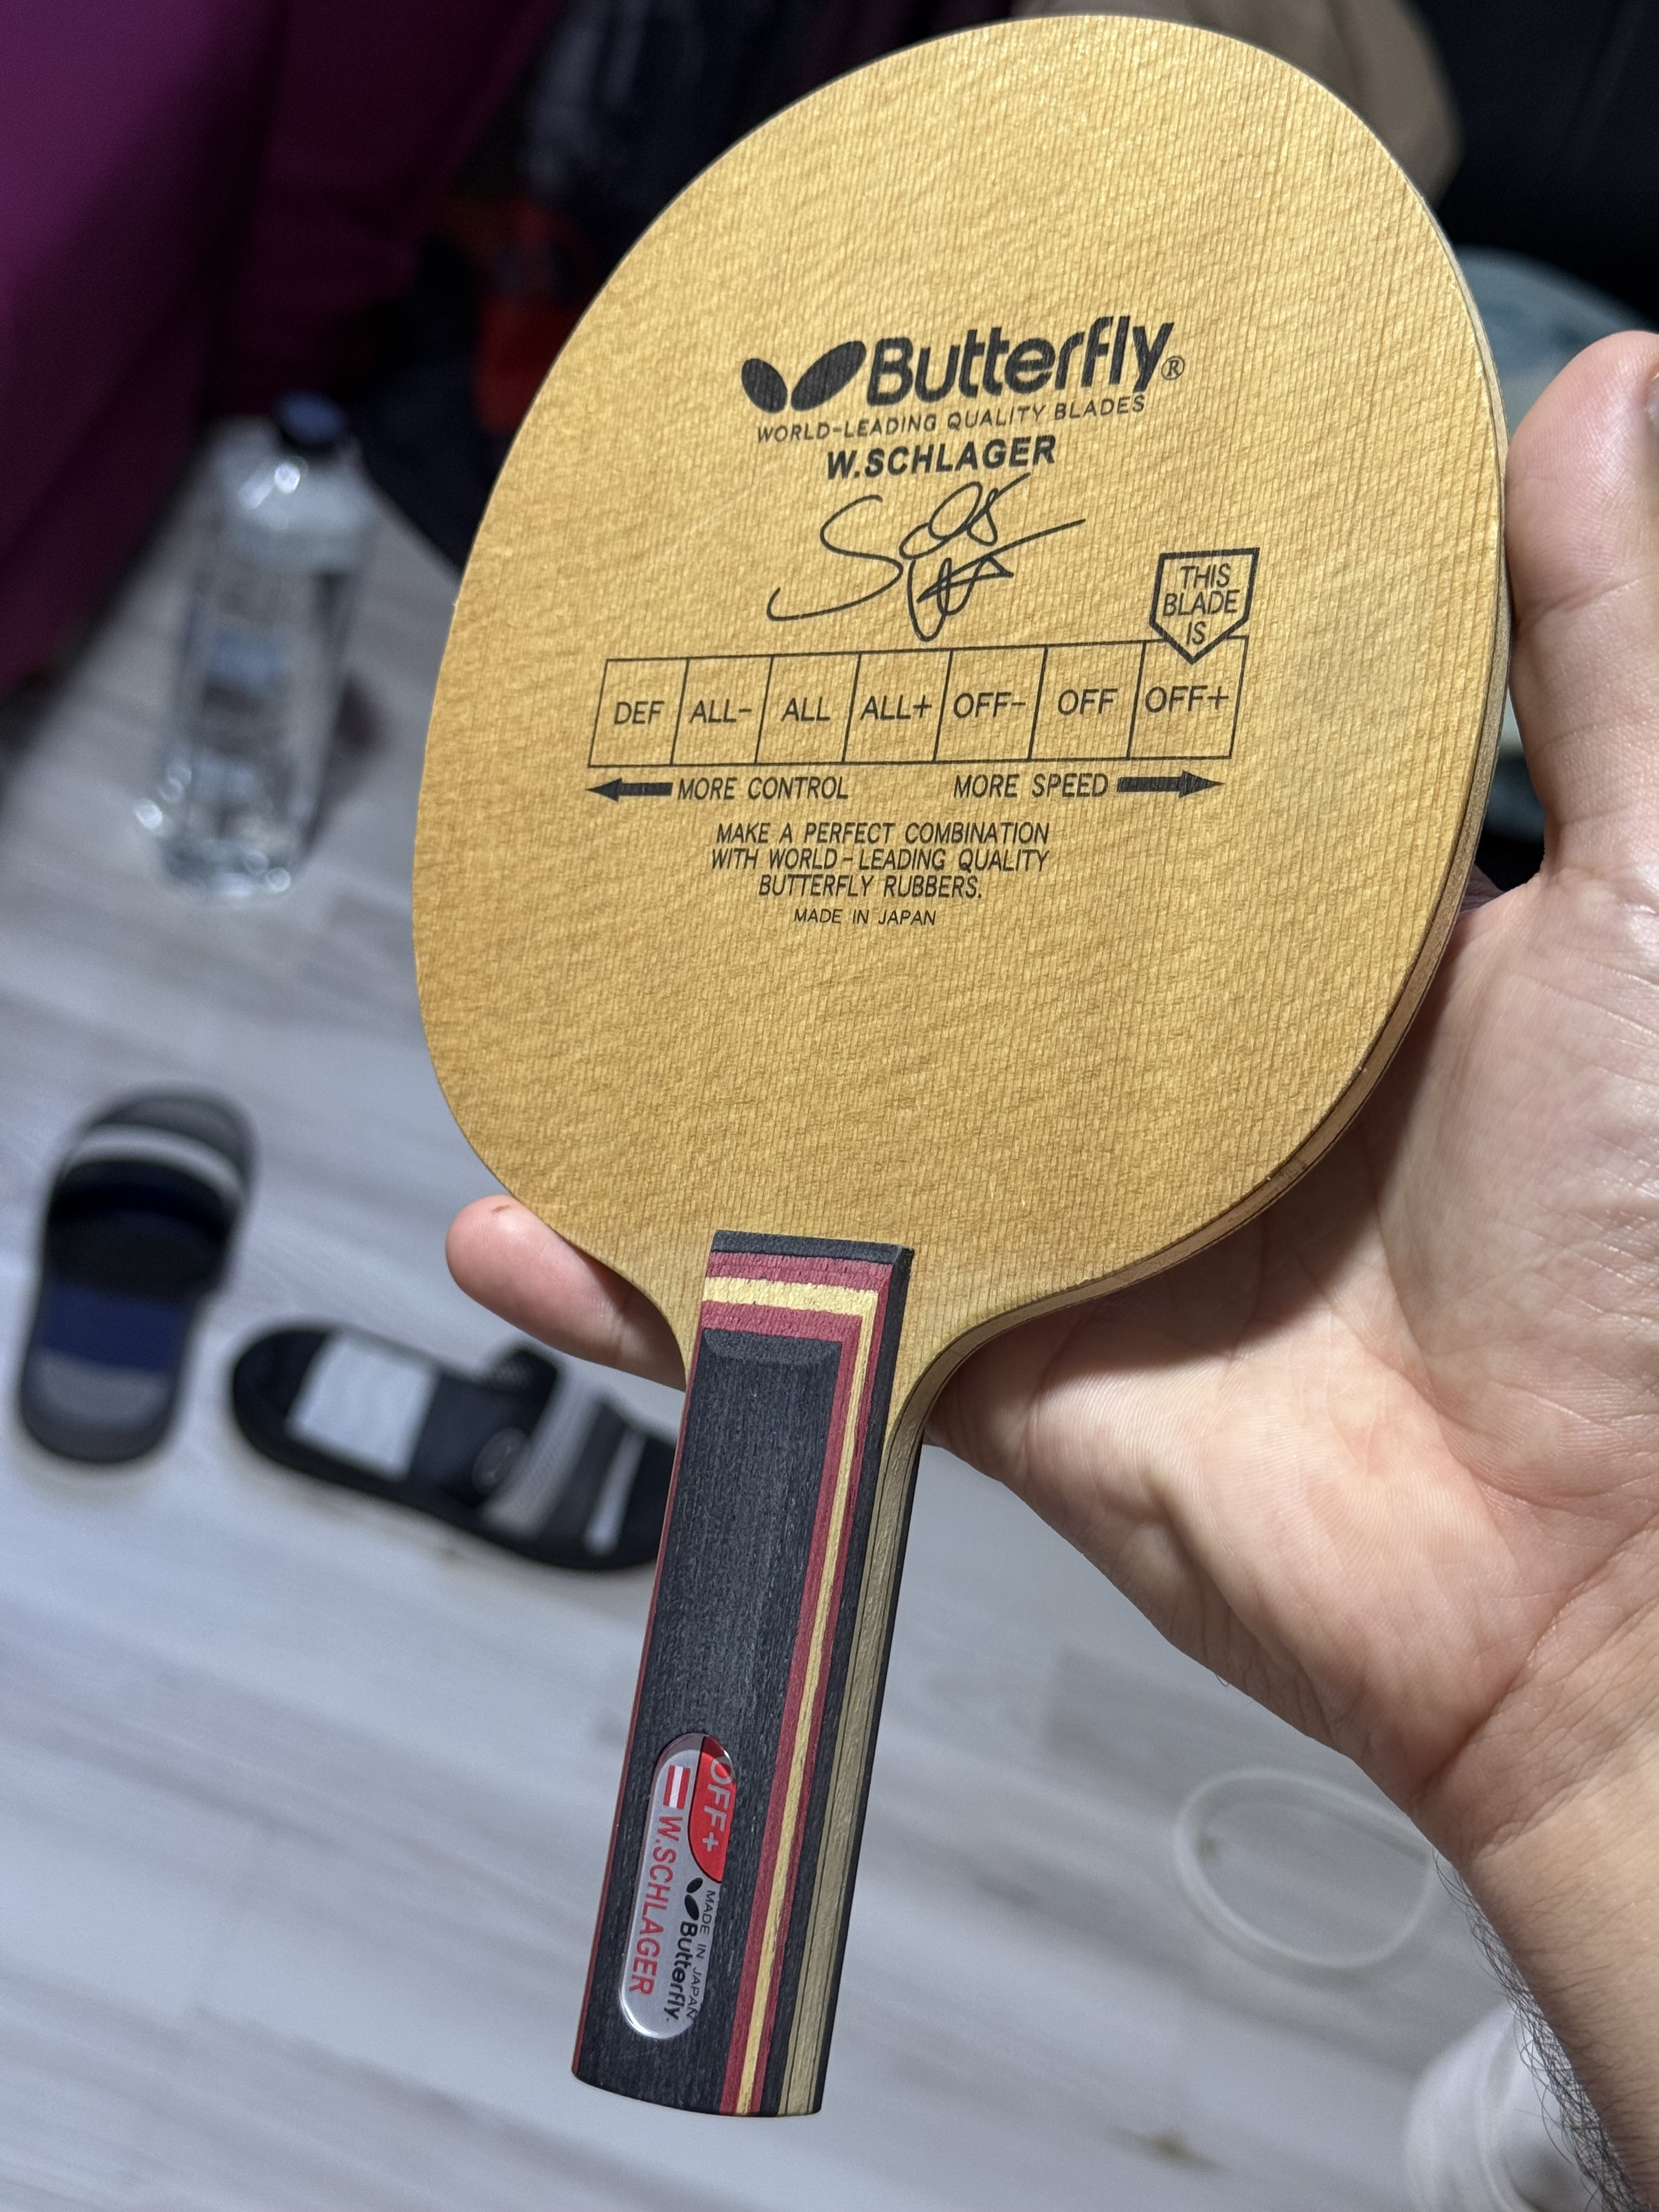 Butterfly®
WORLD-LEADING QUALITY BLADES
W.SCHLAGER
THIS
BLADE
IS
DEF ALL- ALL ALL+ OFF- OFF OFF+
MORE CONTROL MORE SPEED
MAKE A PERFECT COMBINATION
WITH WORLD-LEADING QUALITY
BUTTERFLY RUBBERS.
MADE IN JAPAN
OFF+
MADE IN JAPAN
Butterfly.
W.SCHLAGER